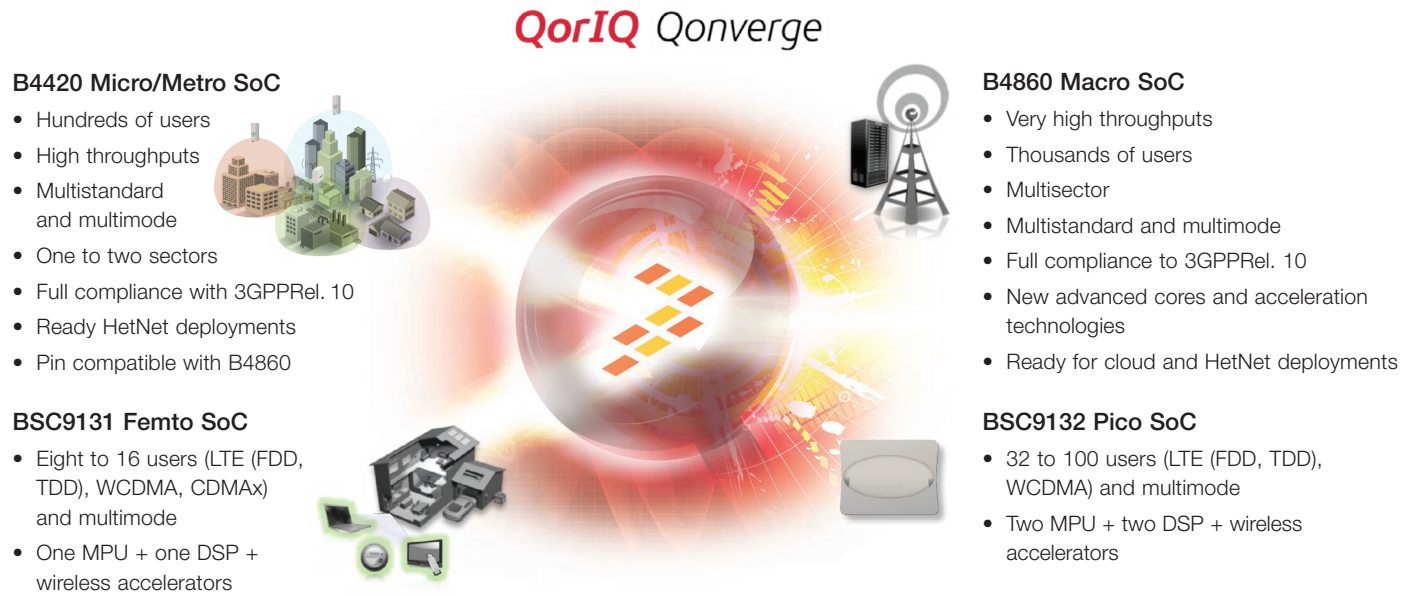 QorIQ Qonverge
B4420 Micro/Metro SoC
• Hundreds of users
• High throughputs
• Multistandard
and multimode
• One to two sectors
• Full compliance with 3GPPRel. 10
• Ready HetNet deployments
• Pin compatible with B4860
BSC9131 Femto SoC
• Eight to 16 users (LTE (FDD,
TDD), WCDMA, CDMAx)
and multimode
• One MPU + one DSP +
wireless accelerators
B4860 Macro SoC
• Very high throughputs
• Thousands of users
• Multisector
• Multistandard and multimode
• Full compliance to 3GPPRel. 10
• New advanced cores and acceleration
technologies
• Ready for cloud and HetNet deployments
BSC9132 Pico SoC
• 32 to 100 users (LTE (FDD, TDD),
WCDMA) and multimode
• Two MPU + two DSP + wireless
accelerators